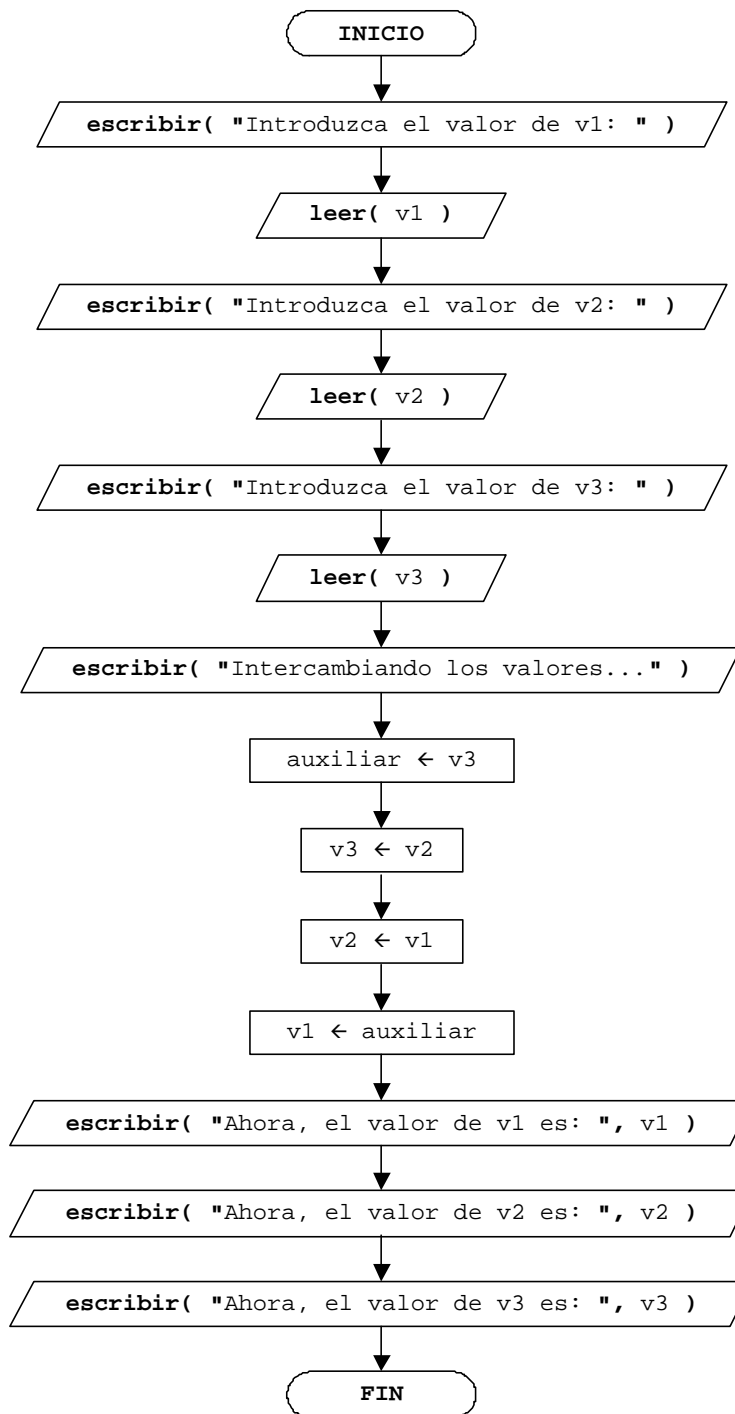 INICIO
escribir( "Introduzca el valor de v1: " )
leer( v1 )
escribir( "Introduzca el valor de v2: " )
leer( v2 )
escribir( "Introduzca el valor de v3: " )
leer( v3 )
escribir( "Intercambiando los valores..." )
auxiliar ← v3
v3 ← v2
v2 ← v1
v1 ← auxiliar
escribir( "Ahora, el valor de v1 es: ", v1 )
escribir( "Ahora, el valor de v2 es: ", v2 )
escribir( "Ahora, el valor de v3 es: ", v3 )
FIN